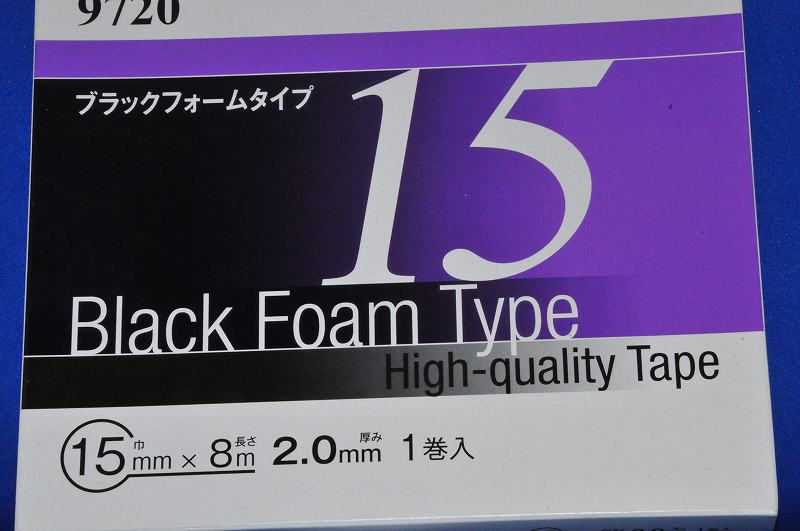 9720
ブラックフォームタイプ
15
Black Foam Type
High-quality Tape
15巾mm × 8長さm 2.0厚みmm 1巻入